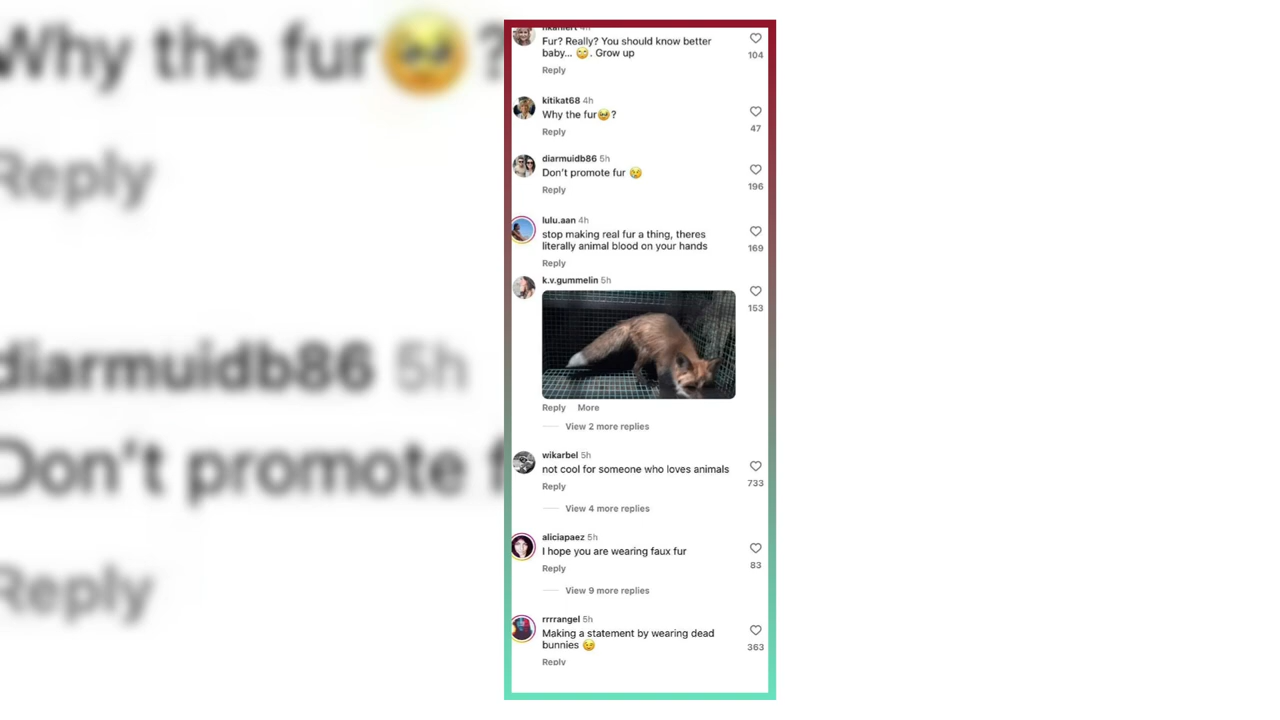 Why the fur🥹?
Reply
diarmuidb86 5h
Don't promote f
Reply
Fur? Really? You should know better
baby... 😁. Grow up
104
Reply
kitikat68 4h
Why the fur🥹?
47
Reply
diarmuidb86 5h
Don't promote fur 😢
196
Reply
lulu.aan 4h
stop making real fur a thing, theres
literally animal blood on your hands
169
Reply
k.v.gummelin 5h
153
Reply More
View 2 more replies
wikarbel 5h
not cool for someone who loves animals
733
Reply
View 4 more replies
aliciapaez 5h
I hope you are wearing faux fur
83
Reply
View 9 more replies
rrrrangel 5h
Making a statement by wearing dead
bunnies 😉
363
Reply